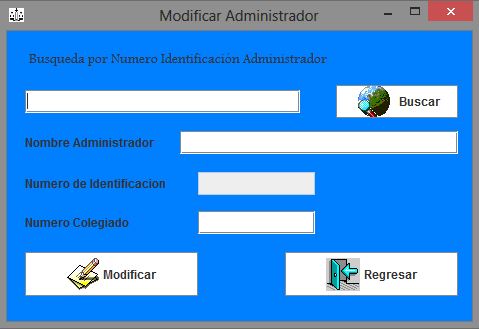 Modificar Administrador
Busqueda por Numero Identificación Administrador
Buscar
Nombre Administrador
Numero de Identificacion
Numero Colegiado
Modificar
Regresar